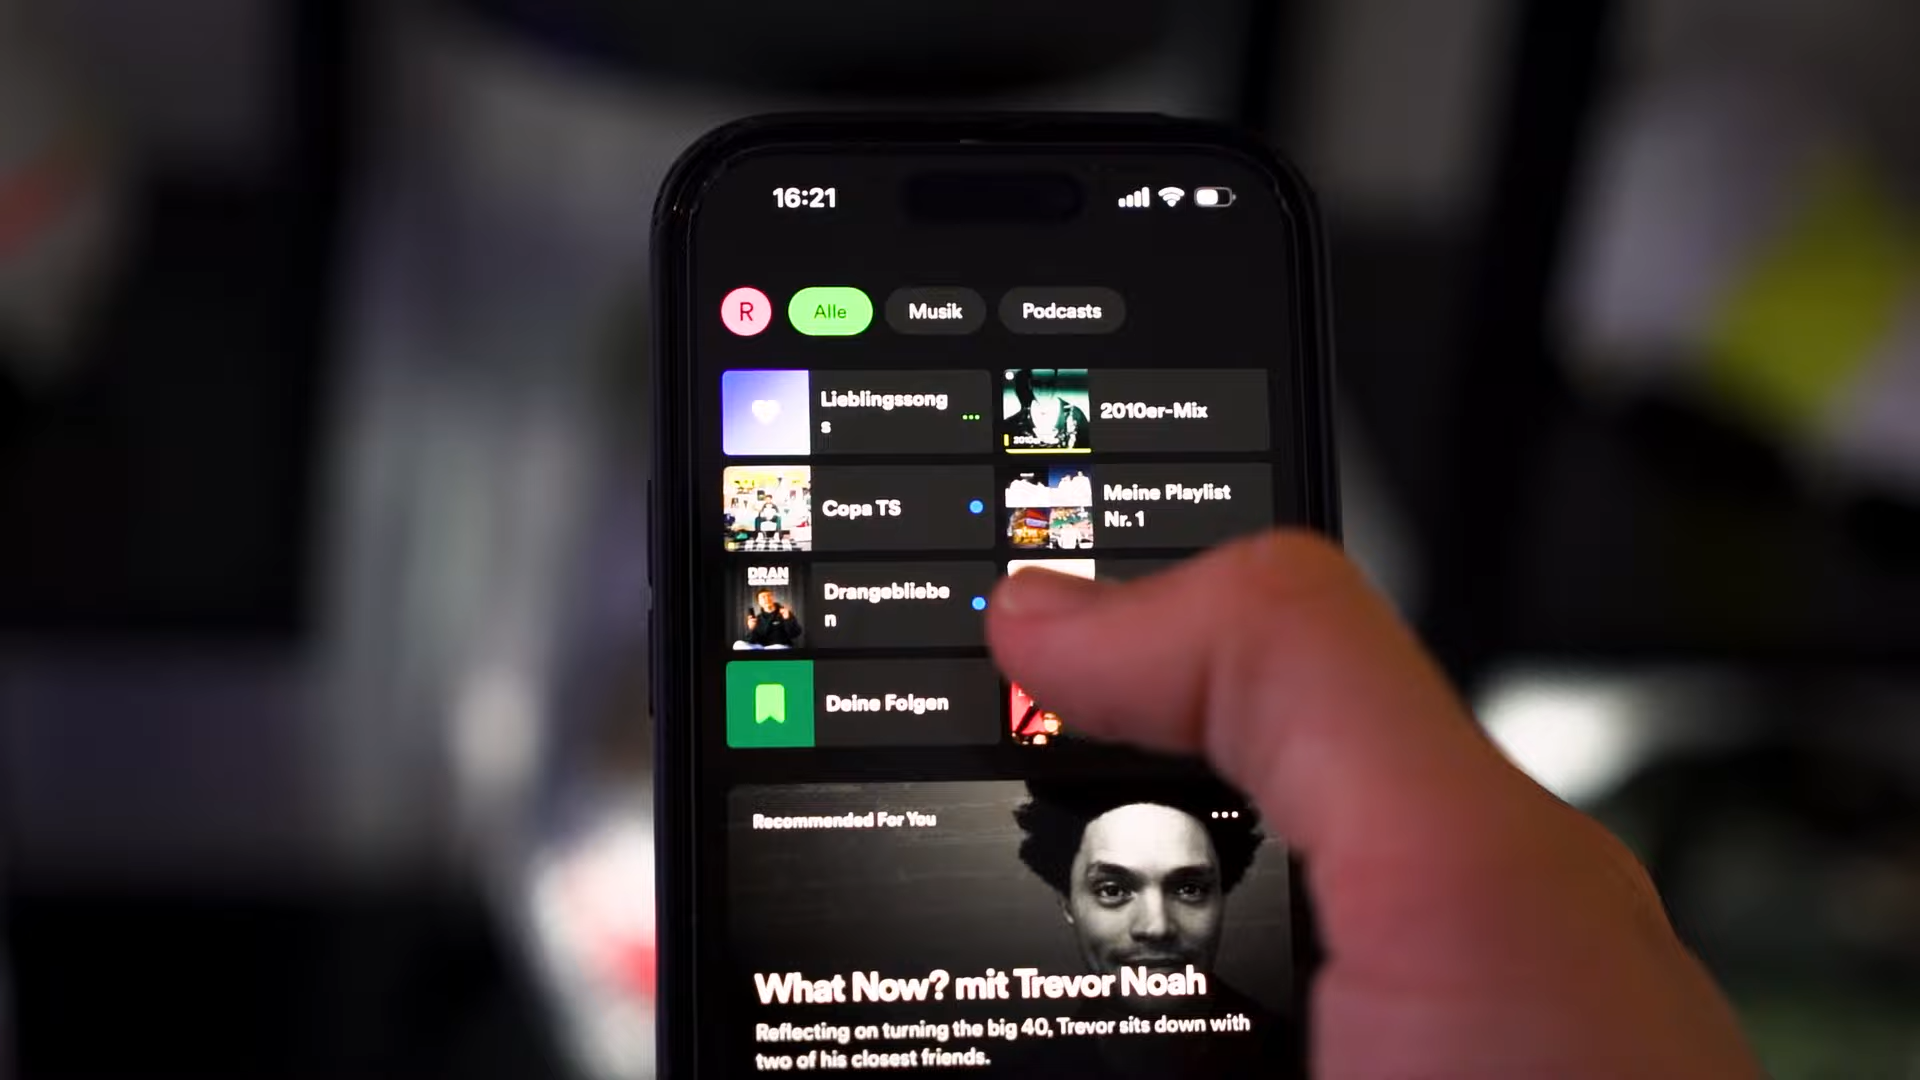 16:21
R
Alle
Musik
Podcasts
Lieblingssong
s
2010er-Mix
Copa TS
Meine Playlist
Nr. 1
DRAN
Drangebliebe
n
Deine Folgen
Recommended For You
What Now? mit Trevor Noah
Reflecting on turning the big 40, Trevor sits down with
two of his closest friends.